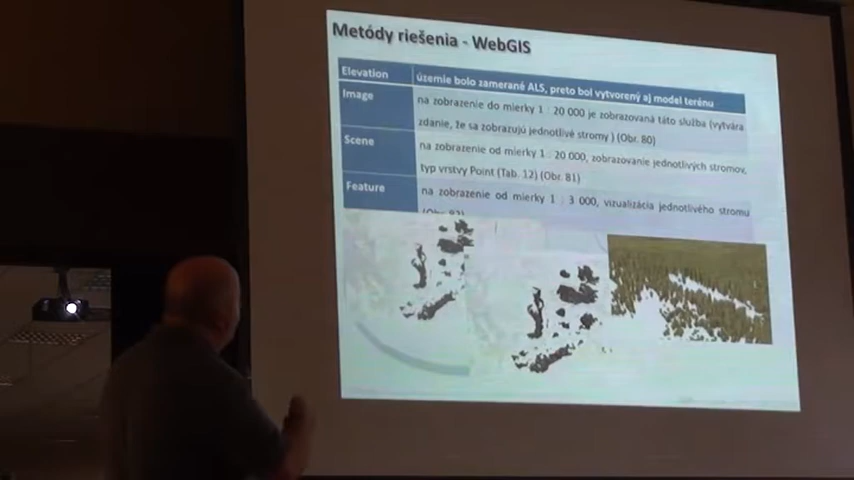 Metódy riešenia - WebGIS
Elevation územie bolo zamerané ALS, preto bol vytvorený aj model terénu
Image na zobrazenie do mierky 1 : 20 000 je zobrazovaná táto služba (vytvára
zdanie, že sa zobrazujú jednotlivé stromy ) (Obr. 80)
Scene na zobrazenie od mierky 1 : 20 000, zobrazovanie jednotlivých stromov,
typ vrstvy Point (Tab. 12) (Obr. 81)
Feature na zobrazenie od mierky 1 : 3 000, vizualizácia jednotlivého stromu